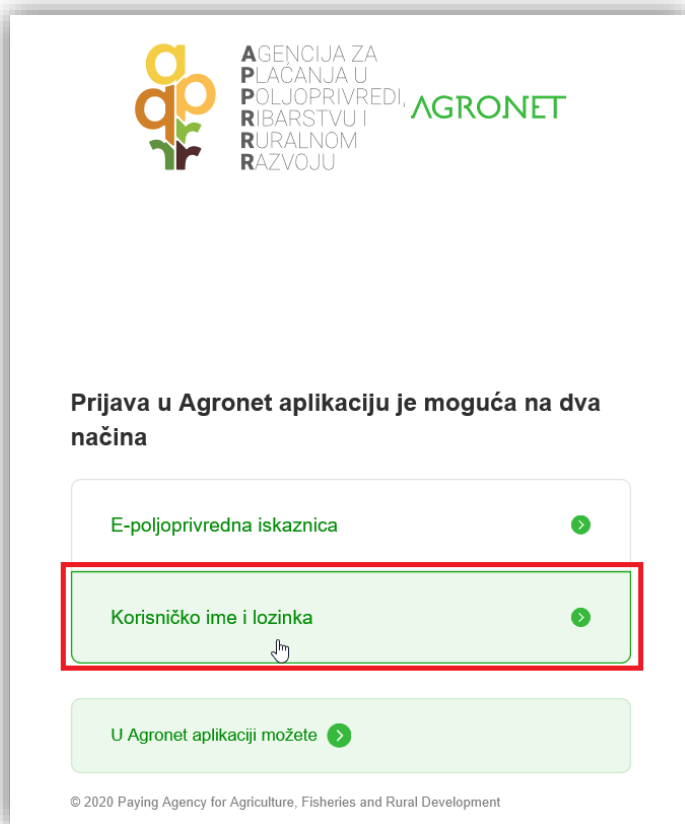 AGENCIJA ZA
PLAĆANJA U
POLJOPRIVREDI,
RIBARSTVU I
RURALNOM
RAZVOJU
AGRONET
Prijava u Agronet aplikaciju je moguća na dva
načina
E-poljoprivredna iskaznica
Korisničko ime i lozinka
U Agronet aplikaciji možete
© 2020 Paying Agency for Agriculture, Fisheries and Rural Development